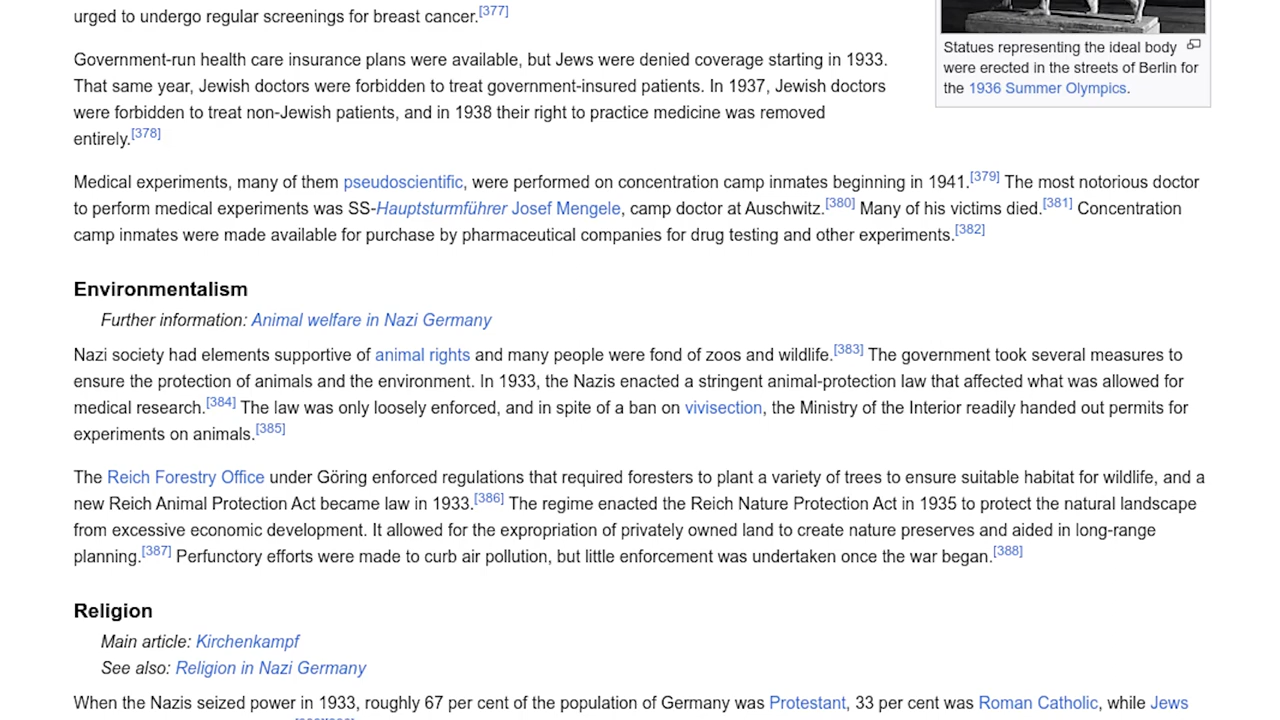 urged to undergo regular screenings for breast cancer.[377]
Government-run health care insurance plans were available, but Jews were denied coverage starting in 1933.
That same year, Jewish doctors were forbidden to treat government-insured patients. In 1937, Jewish doctors
were forbidden to treat non-Jewish patients, and in 1938 their right to practice medicine was removed
entirely.[378]
Statues representing the ideal body
were erected in the streets of Berlin for
the 1936 Summer Olympics.
Medical experiments, many of them pseudoscientific, were performed on concentration camp inmates beginning in 1941.[379] The most notorious doctor
to perform medical experiments was SS-Hauptsturmführer Josef Mengele, camp doctor at Auschwitz.[380] Many of his victims died.[381] Concentration
camp inmates were made available for purchase by pharmaceutical companies for drug testing and other experiments.[382]
Environmentalism
Further information: Animal welfare in Nazi Germany
Nazi society had elements supportive of animal rights and many people were fond of zoos and wildlife.[383] The government took several measures to
ensure the protection of animals and the environment. In 1933, the Nazis enacted a stringent animal-protection law that affected what was allowed for
medical research.[384] The law was only loosely enforced, and in spite of a ban on vivisection, the Ministry of the Interior readily handed out permits for
experiments on animals.[385]
The Reich Forestry Office under Göring enforced regulations that required foresters to plant a variety of trees to ensure suitable habitat for wildlife, and a
new Reich Animal Protection Act became law in 1933.[386] The regime enacted the Reich Nature Protection Act in 1935 to protect the natural landscape
from excessive economic development. It allowed for the expropriation of privately owned land to create nature preserves and aided in long-range
planning.[387] Perfunctory efforts were made to curb air pollution, but little enforcement was undertaken once the war began.[388]
Religion
Main article: Kirchenkampf
See also: Religion in Nazi Germany
When the Nazis seized power in 1933, roughly 67 per cent of the population of Germany was Protestant, 33 per cent was Roman Catholic, while Jews